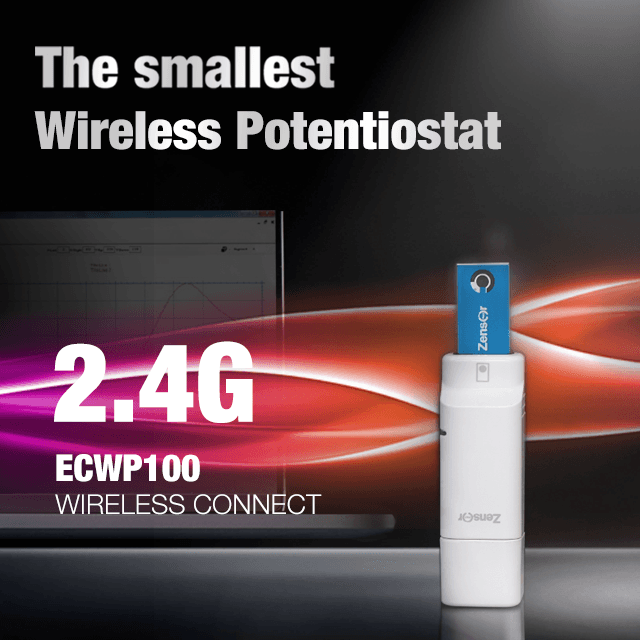 The smallest
Wireless Potentiostat
2.4G
ECWP100
WIRELESS CONNECT
Zensor
Zensor